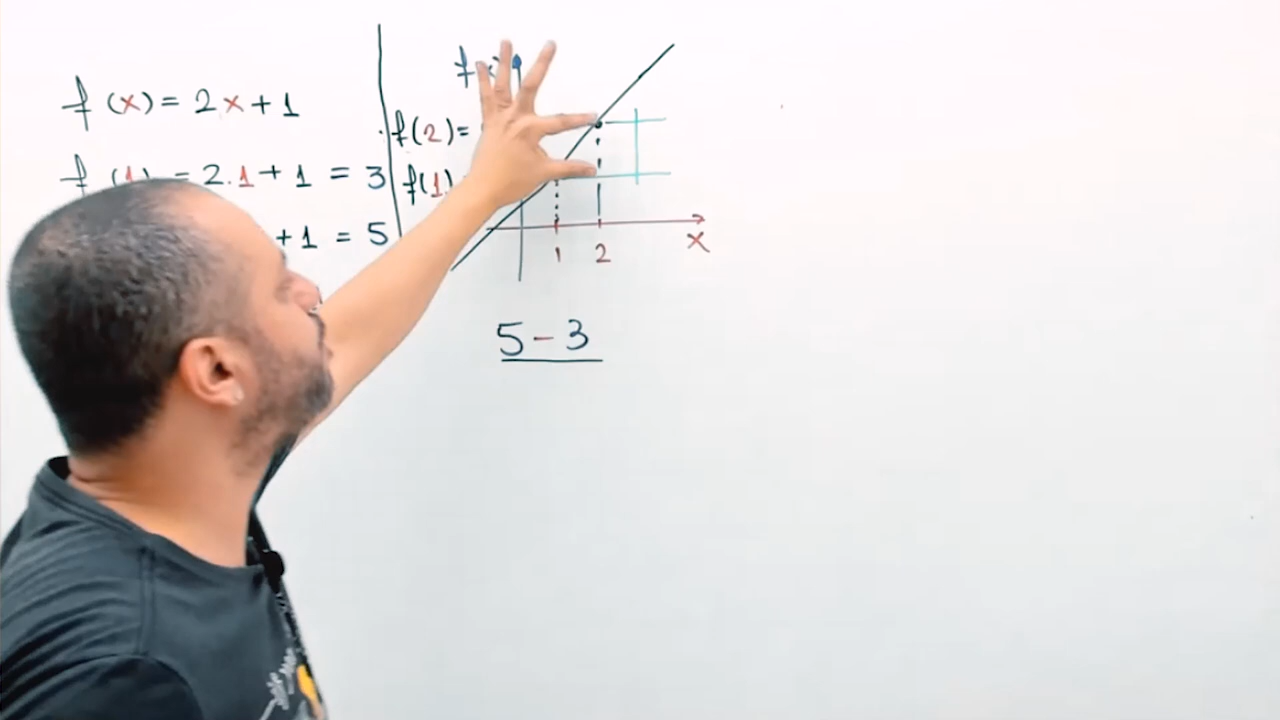 f(x) = 2x + 1
f(1) = 2.1 + 1 = 3
+ 1 = 5
f(x)
f(2) =
f(1)
1 2 x
5 - 3